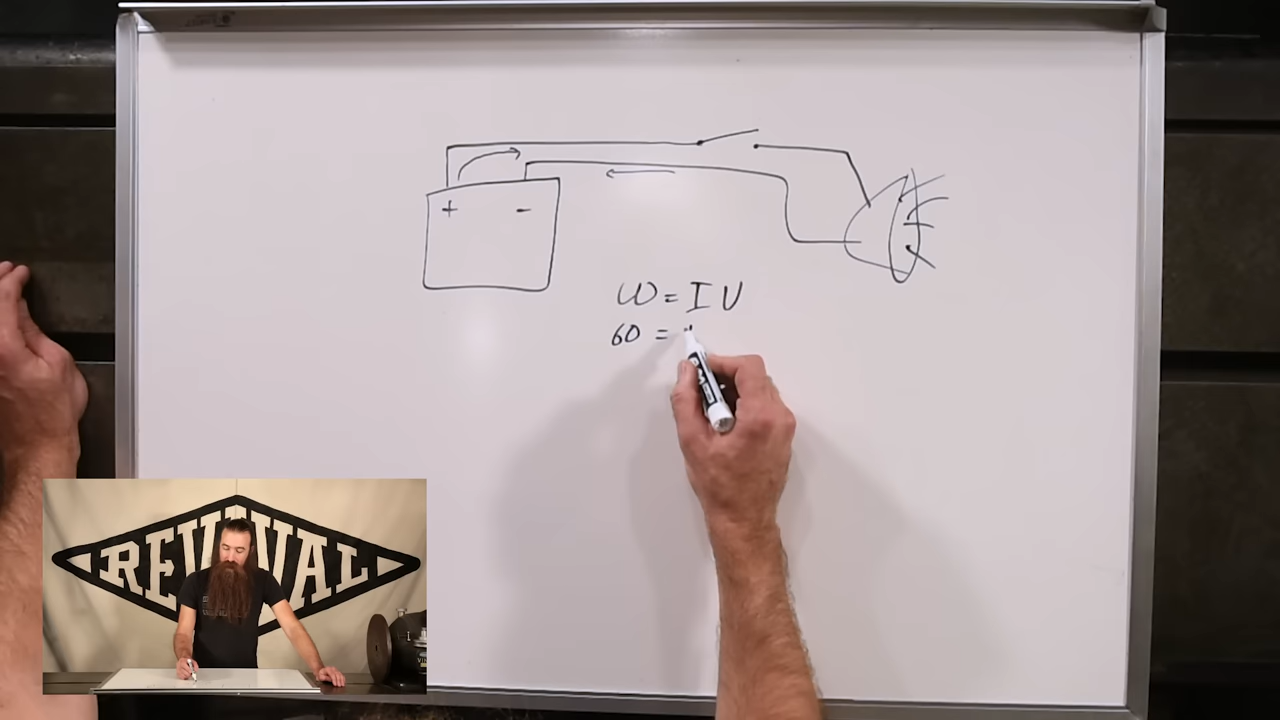 + -
W = I V
60 =
REVIVAL